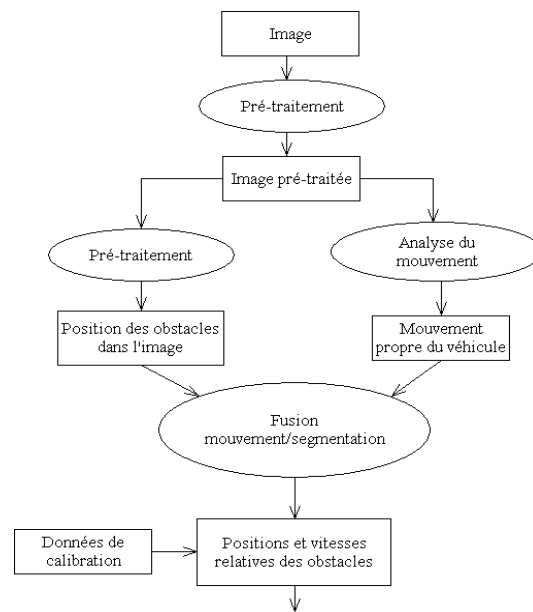 Image
Pré-traitement
Image pré-traitée
Pré-traitement
Analyse du
mouvement
Position des obstacles
dans l'image
Mouvement
propre du véhicule
Fusion
mouvement/segmentation
Données de
calibration
Positions et vitesses
relatives des obstacles